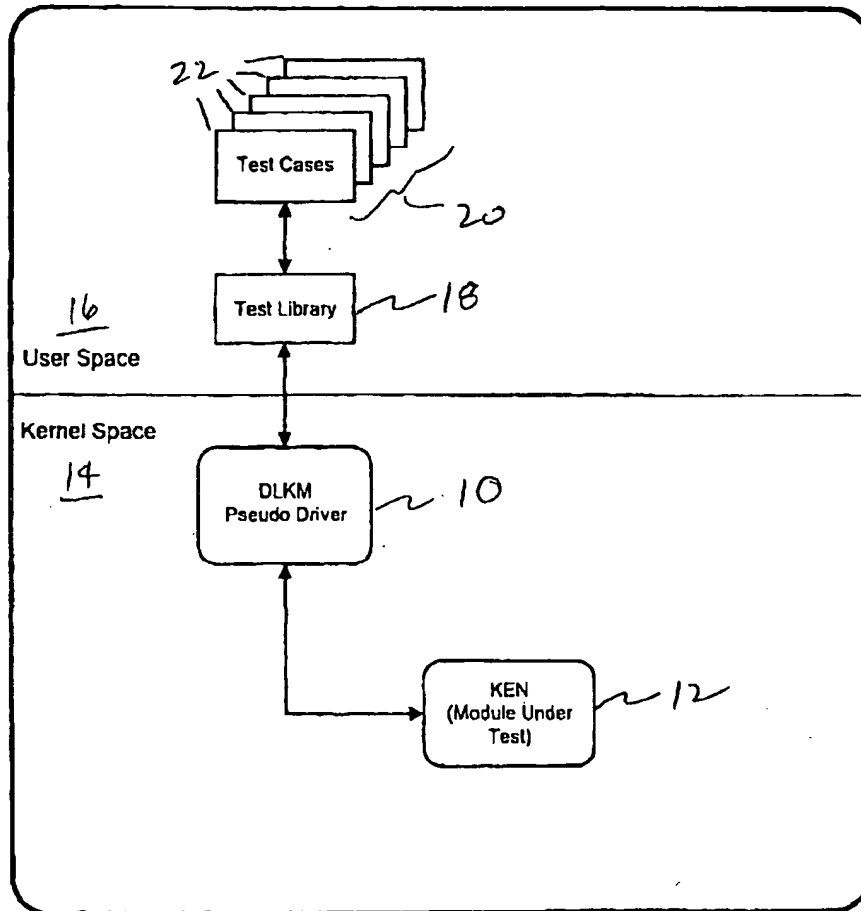 22
Test Cases
20
Test Library
18
16
User Space
Kernel Space
14
DLKM
Pseudo Driver
10
KEN
(Module Under
Test)
12